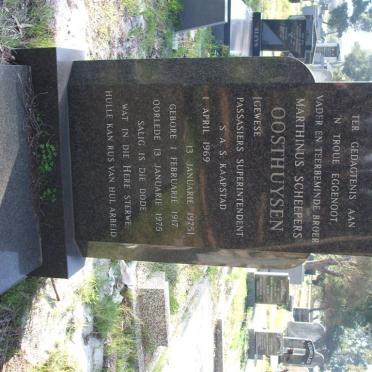 TER GEDAGTENIS AAN
'N TROUE EGGENOOT,
VADER EN TEERBEMINDE BROER
MARTHINUS SCHEEPERS
OOSTHUYSEN
(GEWESE
PASSASIERS SUPERINTENDENT
S. A. S. KAAPSTAD
1 APRIL 1969
13 JANUARIE 1975)
GEBORE 1 FEBRUARIE 1917
OORLEDE 13 JANUARIE 1975
SALIG IS DIE DODE
WAT IN DIE HERE STERWE
HULLE KAN RUS VAN HUL ARBEID